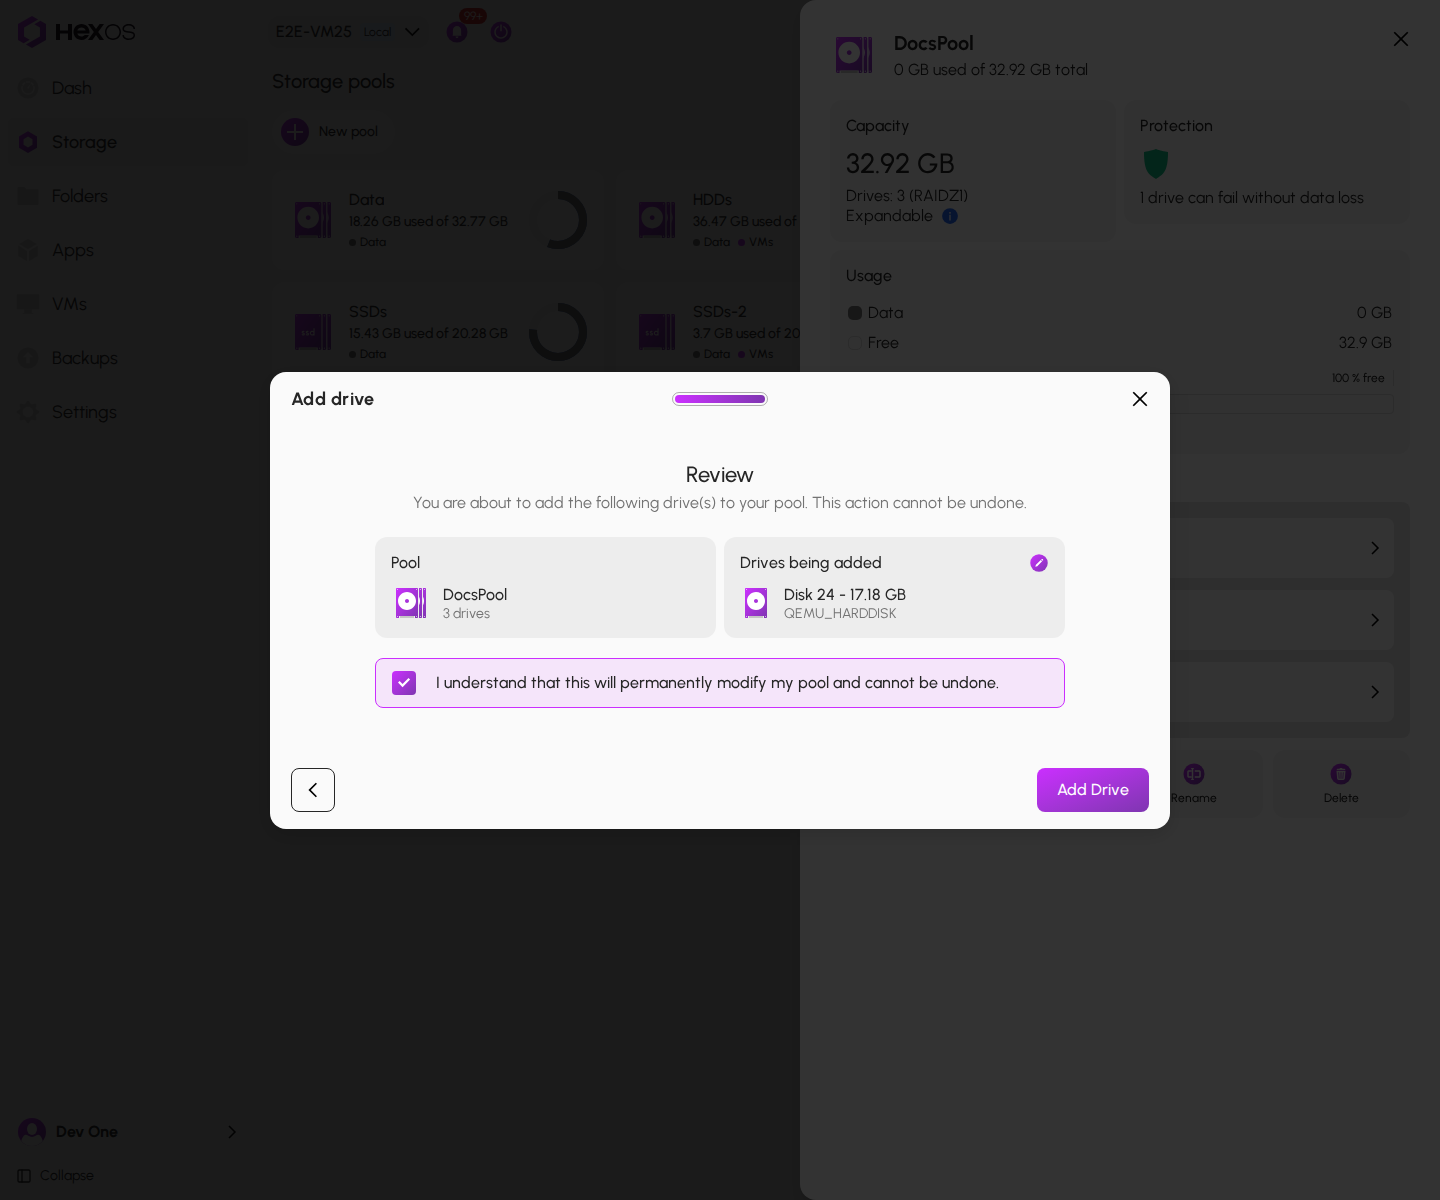 HEXOS
E2E-VM25 Local
99+
Dash
Storage
Folders
Apps
VMs
Backups
Settings
Storage pools
New pool
Data
18.26 GB used of 32.77 GB
Data
HDDs
36.47 GB used of
Data VMs
SSDs
15.43 GB used of 20.28 GB
Data
SSDs-2
3.7 GB used of 20
Data VMs
DocsPool
0 GB used of 32.92 GB total
Capacity
32.92 GB
Drives: 3 (RAIDZ1)
Expandable
Protection
1 drive can fail without data loss
Usage
Data 0 GB
Free 32.9 GB
100 % free
Add drive
Review
You are about to add the following drive(s) to your pool. This action cannot be undone.
Pool
DocsPool
3 drives
Drives being added
Disk 24 - 17.18 GB
QEMU_HARDDISK
I understand that this will permanently modify my pool and cannot be undone.
Add Drive
Rename
Delete
Dev One
Collapse